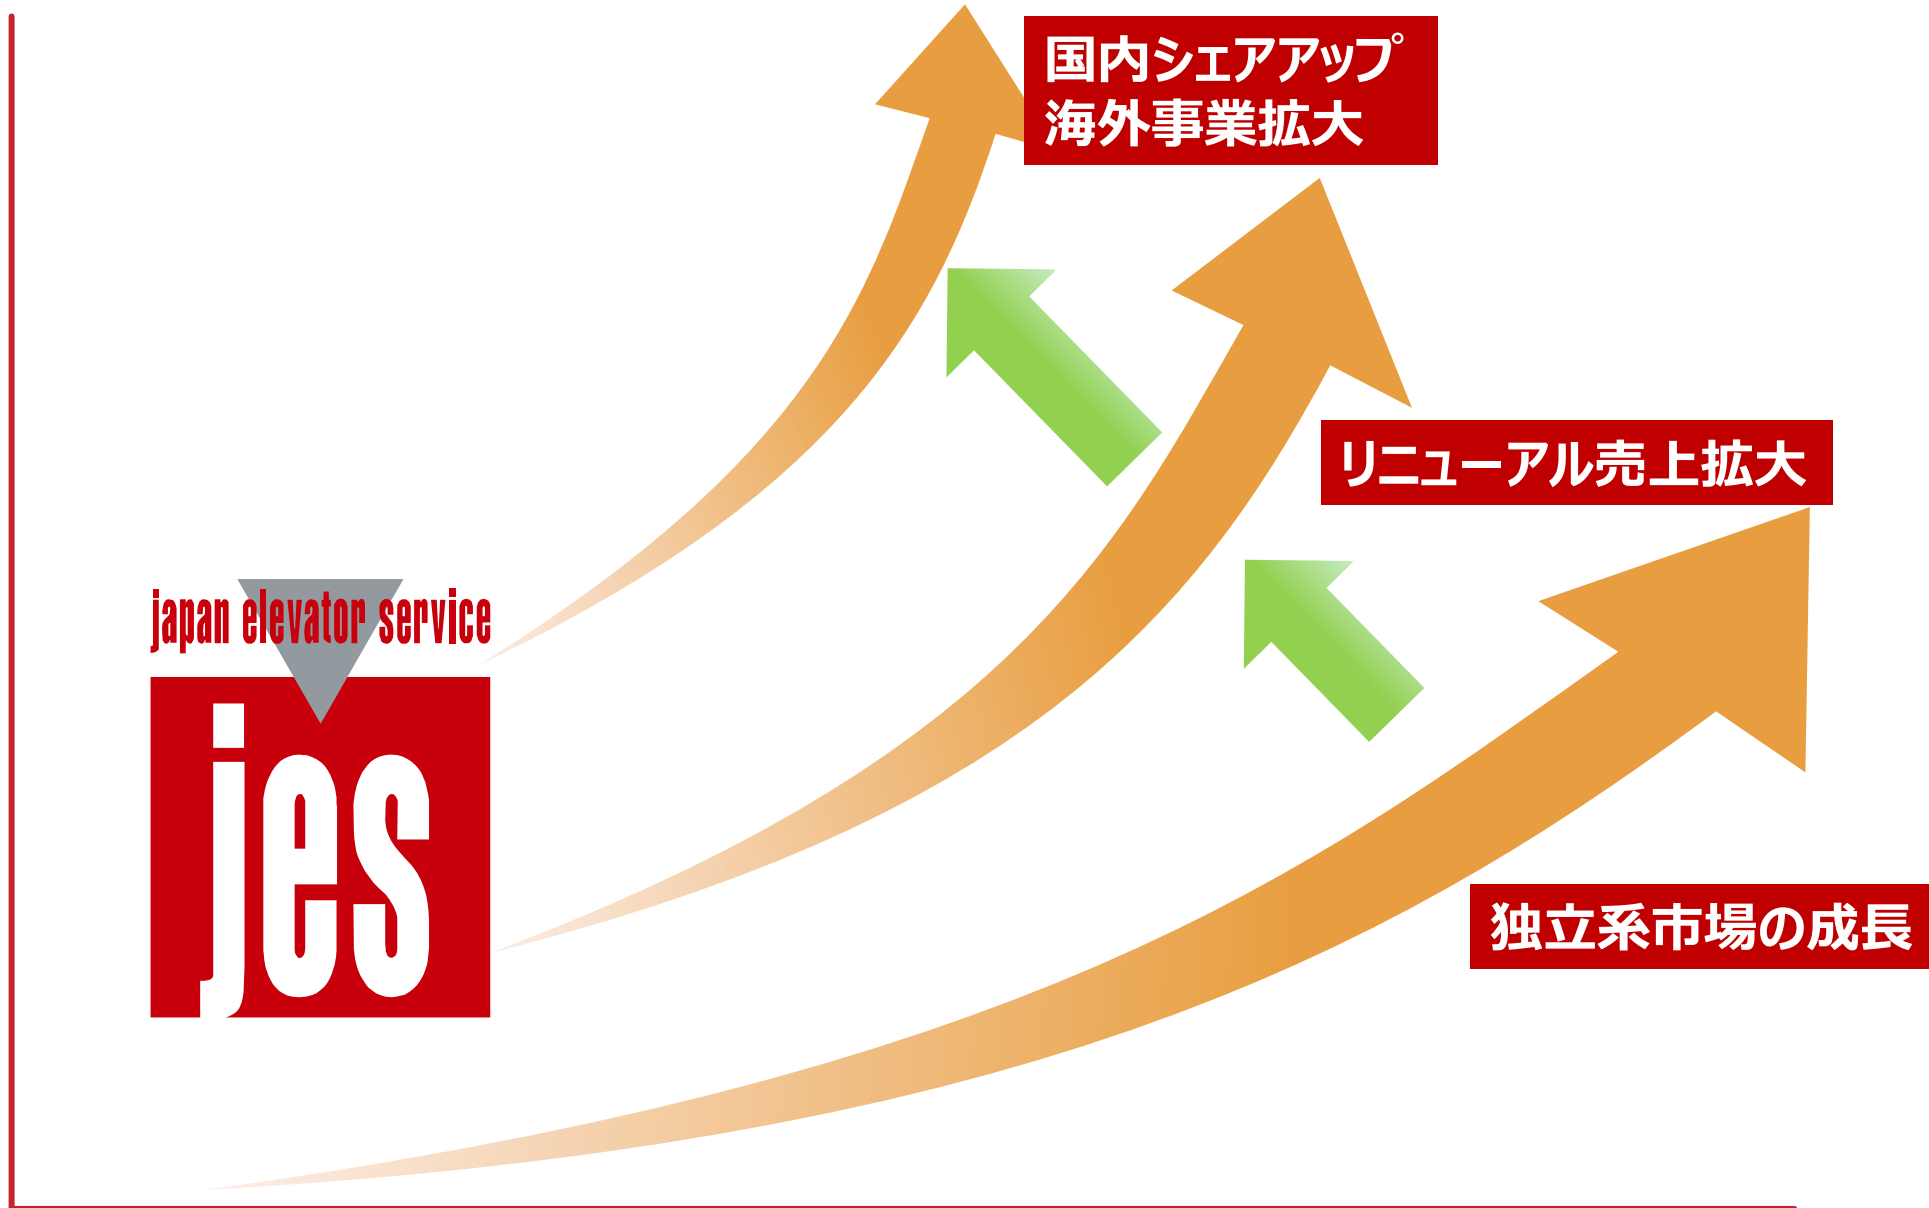 国内シェアアップ
海外事業拡大
リニューアル売上拡大
japan elevator service
jes
独立系市場の成長